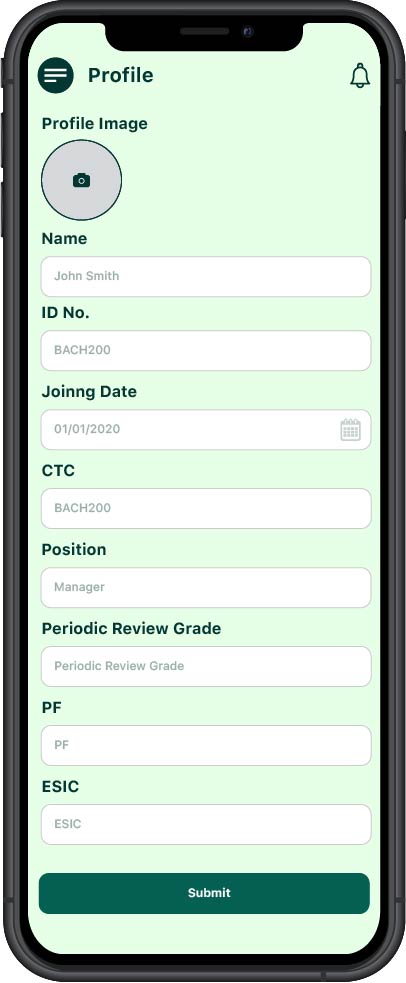 Profile
Profile Image
Name
John Smith
ID No.
BACH200
Joinng Date
01/01/2020
CTC
BACH200
Position
Manager
Periodic Review Grade
Periodic Review Grade
PF
PF
ESIC
ESIC
Submit